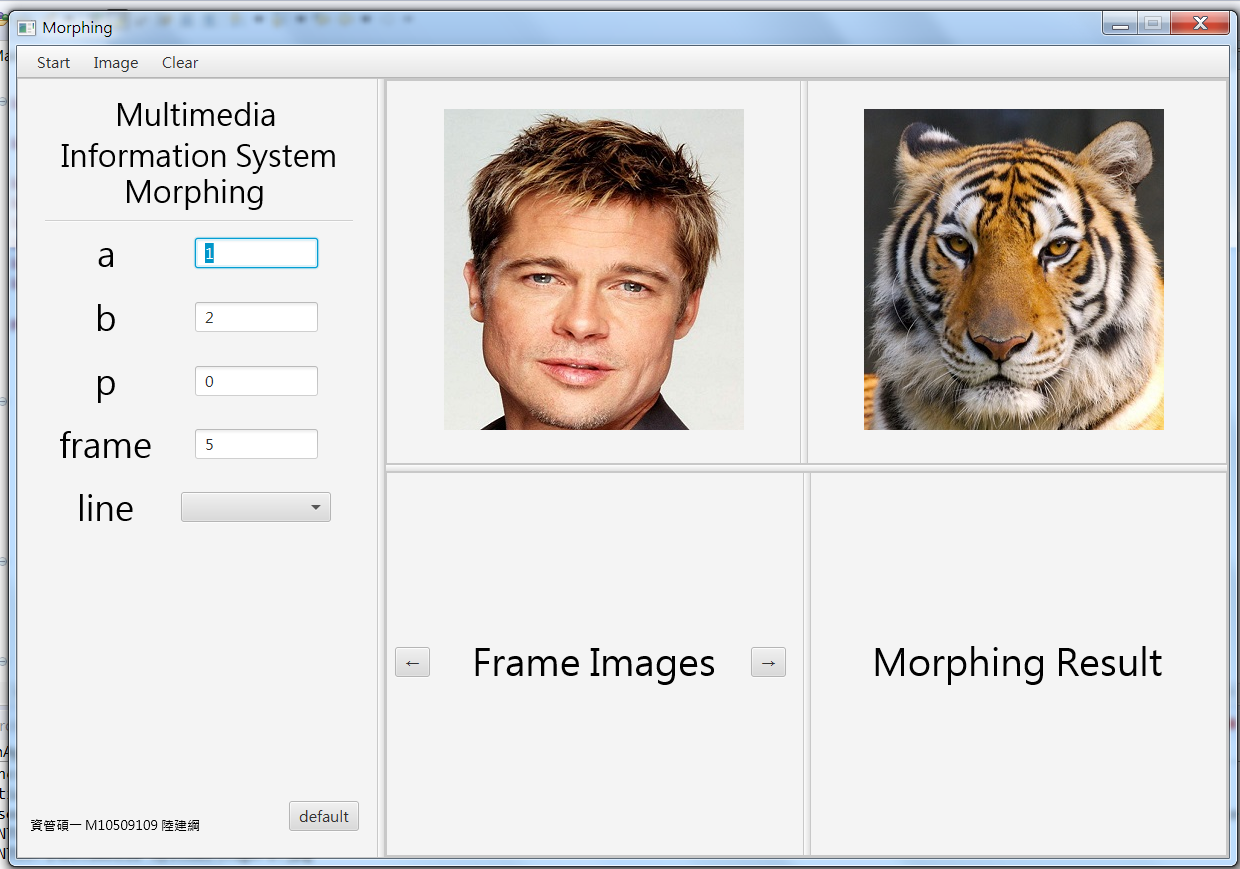 Morphing
Start Image Clear
Multimedia
Information System
Morphing
a 1
b 2
p 0
frame 5
line
← Frame Images →
Morphing Result
default
資管碩一 M10509109 陸建綱